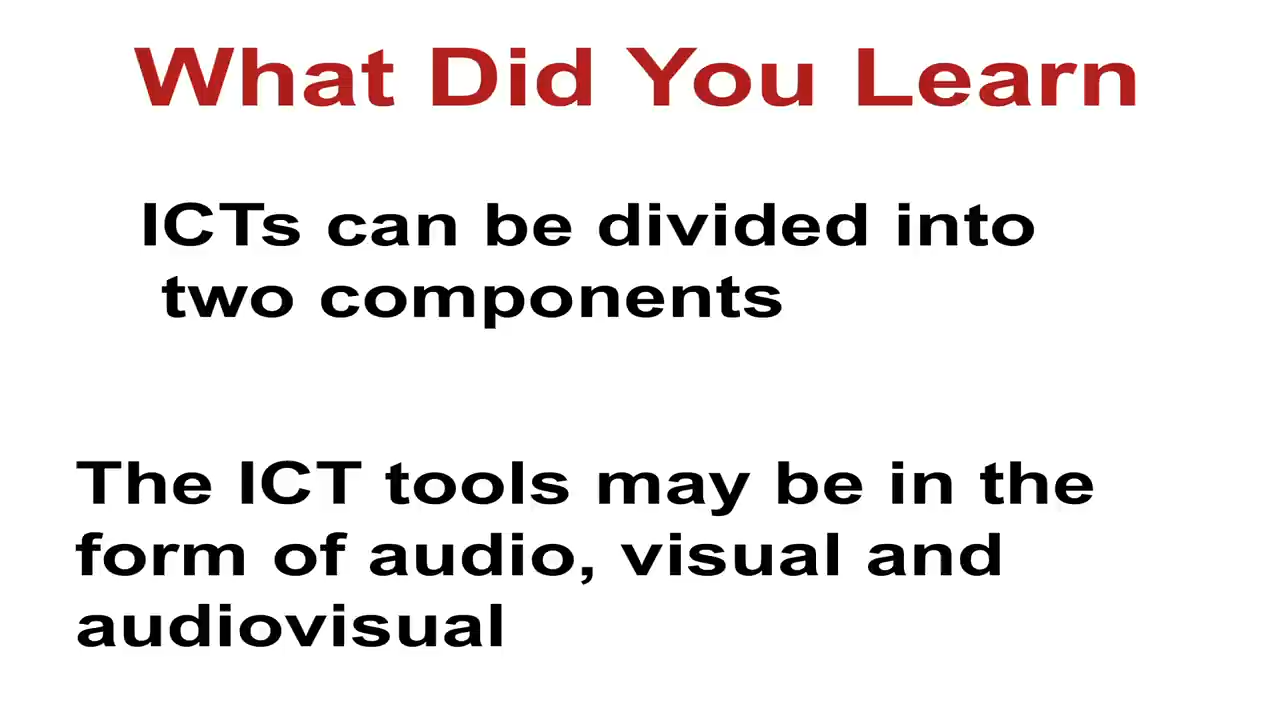 What Did You Learn
ICTs can be divided into
two components
The ICT tools may be in the
form of audio, visual and
audiovisual